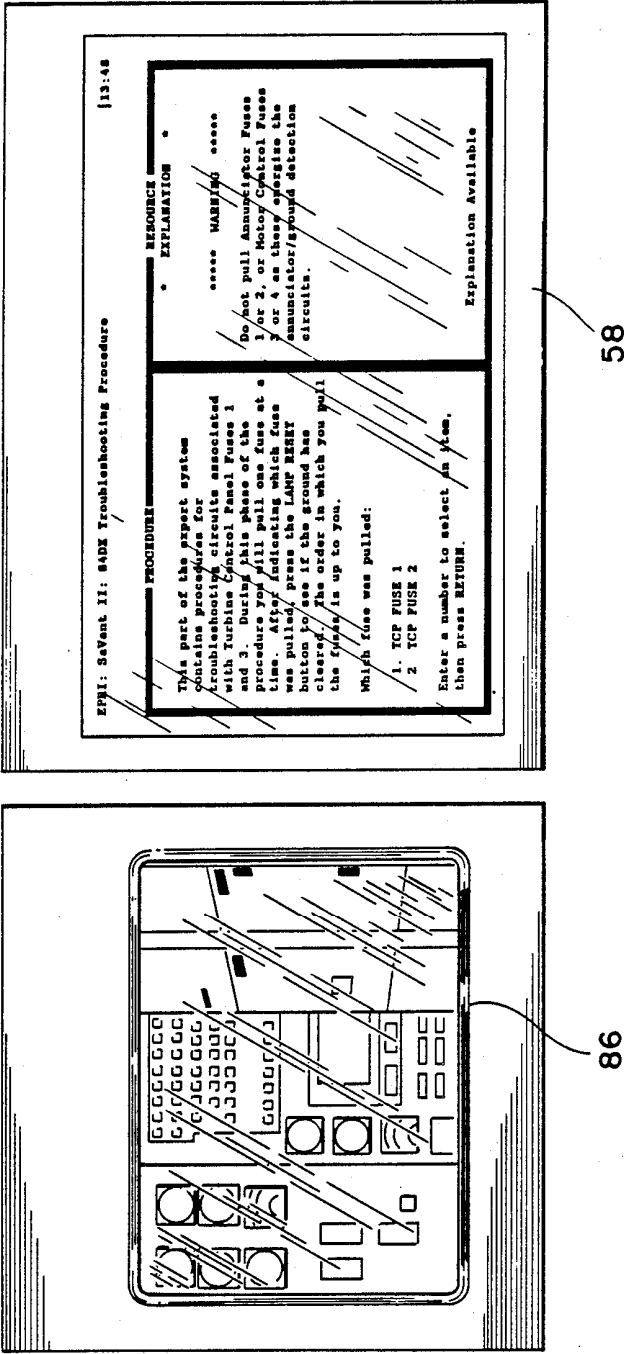 EPRI: SaVant II: 64DX Troubleshooting Procedure |13:48
PROCEDURE
This part of the expert system
contains procedures for
troubleshooting circuits associated
with Turbine Control Panel Fuses 1
and 3. During this phase of the
procedure you will pull one fuse at a
time. After indicating which fuse
was pulled, press the LAMP RESET
button to see if the ground has
cleared. The order in which you pull
the fuses is up to you.
Which fuse was pulled:
1. TCP FUSE 1
2 TCP FUSE 2
Enter a number to select an item,
then press RETURN.
RESOURCE
* EXPLANATION *
***** WARNING *****
Do not pull Annunciator Fuses
1 or 2, or Motor Control Fuses
3 or 4 as these energize the
annunciator/ground detection
circuits.
Explanation Available
58
86